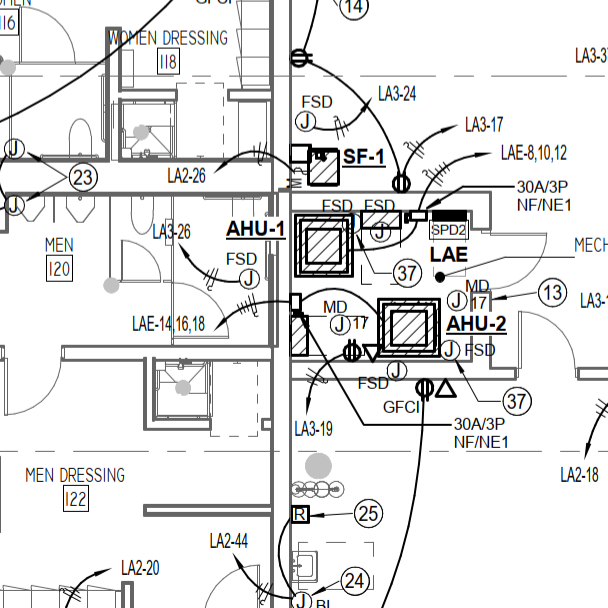 GFCI
14
WOMEN DRESSING
118
116
LA3-3
FSD
J
LA3-24
LA3-17
J
SF-1
LAE-8,10,12
23
LA2-26
M
30A/3P
NF/NE1
J
FSD
FSD
AHU-1
LA3-26
J
SPD2
MEN
120
FSD
J
37
LAE
MECH
MD
J
17
13
LA3-1
LAE-14,16,18
MD
J
17
AHU-2
J
FSD
J
FSD
GFCI
37
LA3-19
30A/3P
NF/NE1
MEN DRESSING
122
LA2-18
R
25
LA2-44
LA2-20
24
J